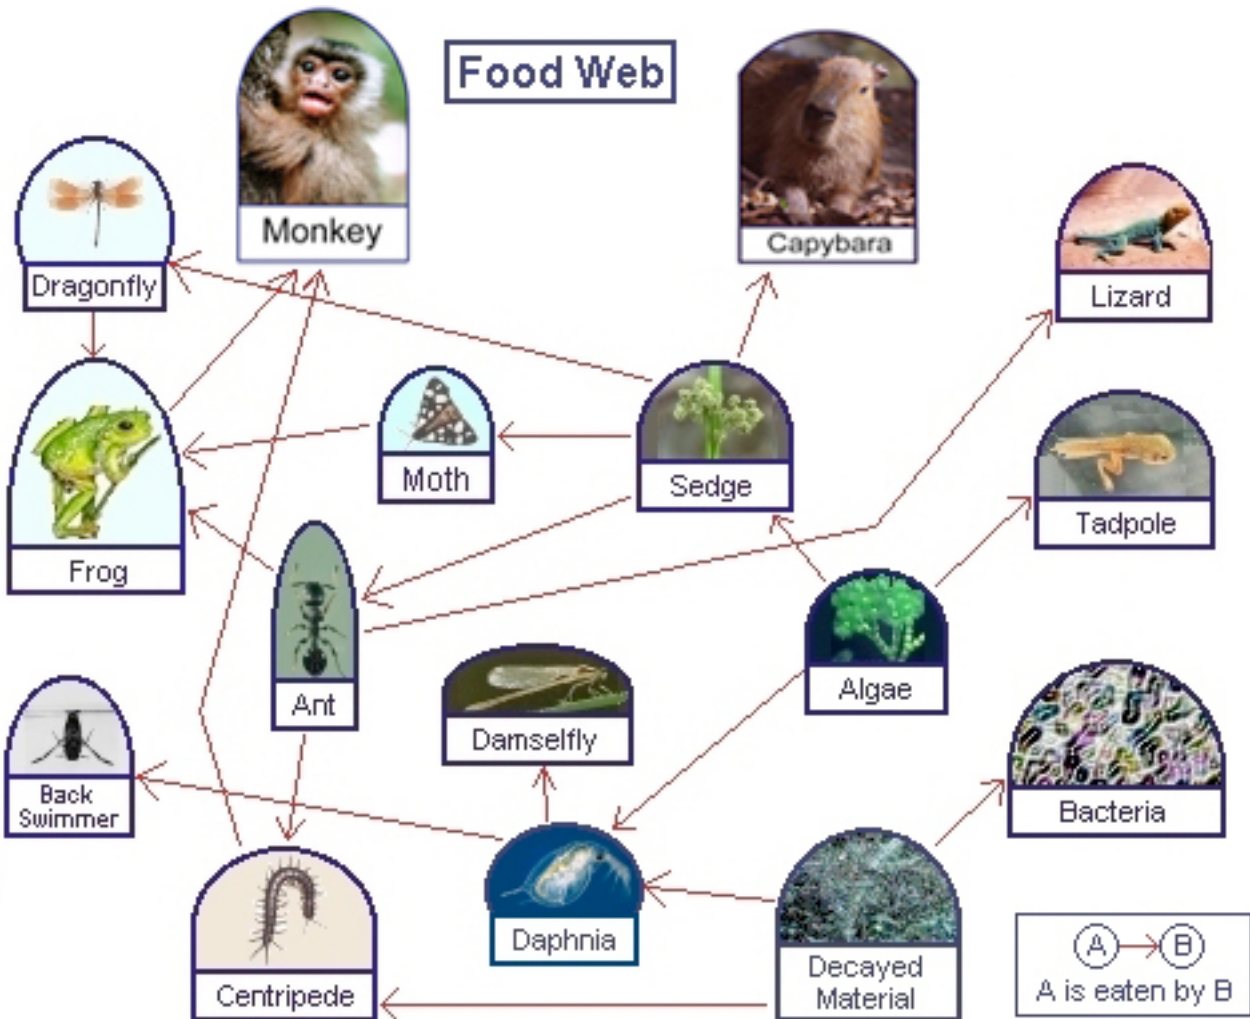 Food Web
Monkey
Capybara
Dragonfly
Lizard
Moth
Sedge
Tadpole
Frog
Ant
Algae
Damselfly
Back
Swimmer
Bacteria
Daphnia
Centripede
Decayed
Material
A B
A is eaten by B